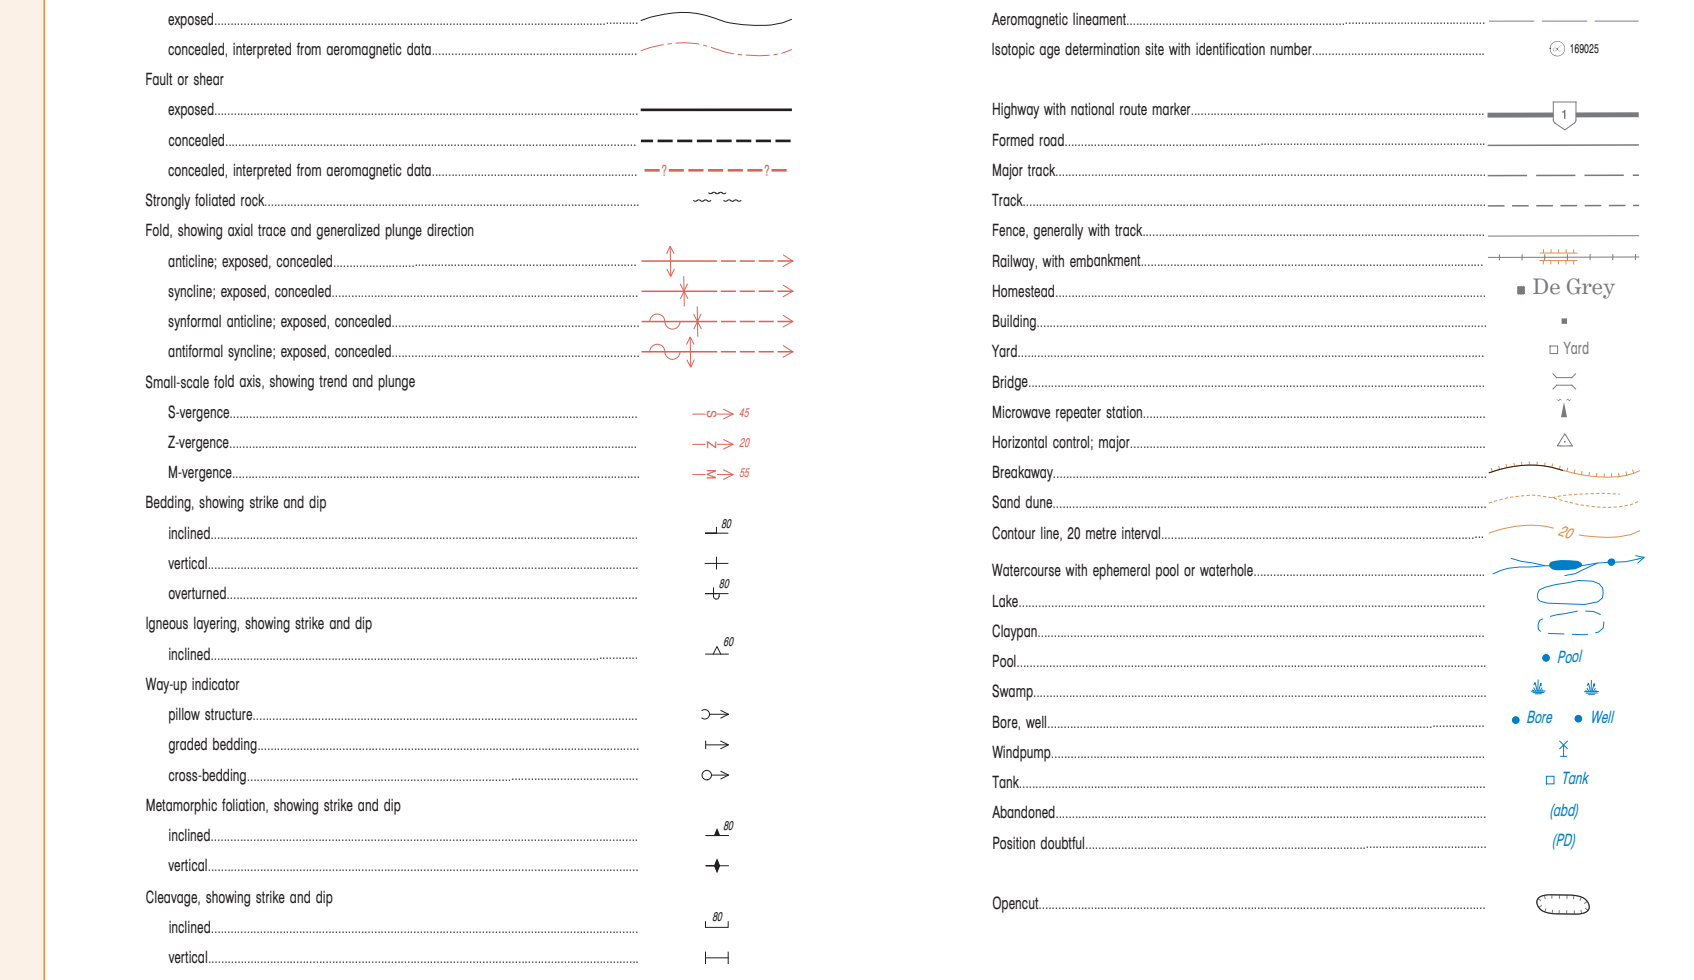 exposed
concealed, interpreted from aeromagnetic data
Fault or shear
exposed
concealed
concealed, interpreted from aeromagnetic data ? ?
Strongly foliated rock
Fold, showing axial trace and generalized plunge direction
anticline; exposed, concealed
syncline; exposed, concealed
synformal anticline; exposed, concealed
antiformal syncline; exposed, concealed
Small-scale fold axis, showing trend and plunge
S-vergence S 45
Z-vergence Z 20
M-vergence M 55
Bedding, showing strike and dip
inclined 80
vertical
overturned 80
Igneous layering, showing strike and dip
inclined 60
Way-up indicator
pillow structure
graded bedding
cross-bedding
Metamorphic foliation, showing strike and dip
inclined 80
vertical
Cleavage, showing strike and dip
inclined 80
vertical
Aeromagnetic lineament
Isotopic age determination site with identification number 169025
Highway with national route marker 1
Formed road
Major track
Track
Fence, generally with track
Railway, with embankment
Homestead De Grey
Building
Yard Yard
Bridge
Microwave repeater station
Horizontal control; major
Breakaway
Sand dune
Contour line, 20 metre interval 20
Watercourse with ephemeral pool or waterhole
Lake
Claypan
Pool Pool
Swamp
Bore, well Bore Well
Windpump
Tank Tank
Abandoned (abd)
Position doubtful (PD)
Opencut